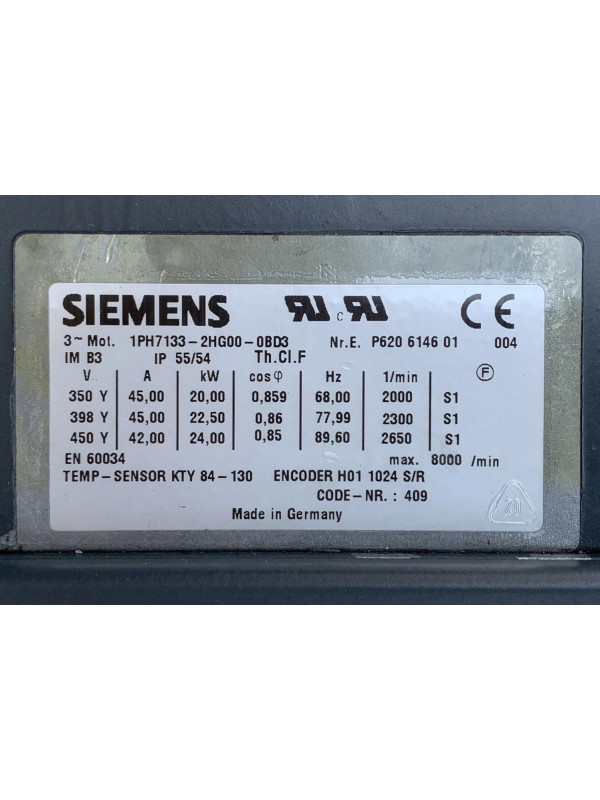 SIEMENS RU c RU CE
3~Mot. 1PH7133-2HG00-0BD3 Nr.E. P620 6146 01 004
IM B3 IP 55/54 Th.Cl.F
V A kW cosφ Hz 1/min F
350 Y 45,00 20,00 0,859 68,00 2000 S1
398 Y 45,00 22,50 0,86 77,99 2300 S1
450 Y 42,00 24,00 0,85 89,60 2650 S1
EN 60034 max. 8000 /min
TEMP-SENSOR KTY 84-130 ENCODER H01 1024 S/R
CODE-NR. : 409
Made in Germany